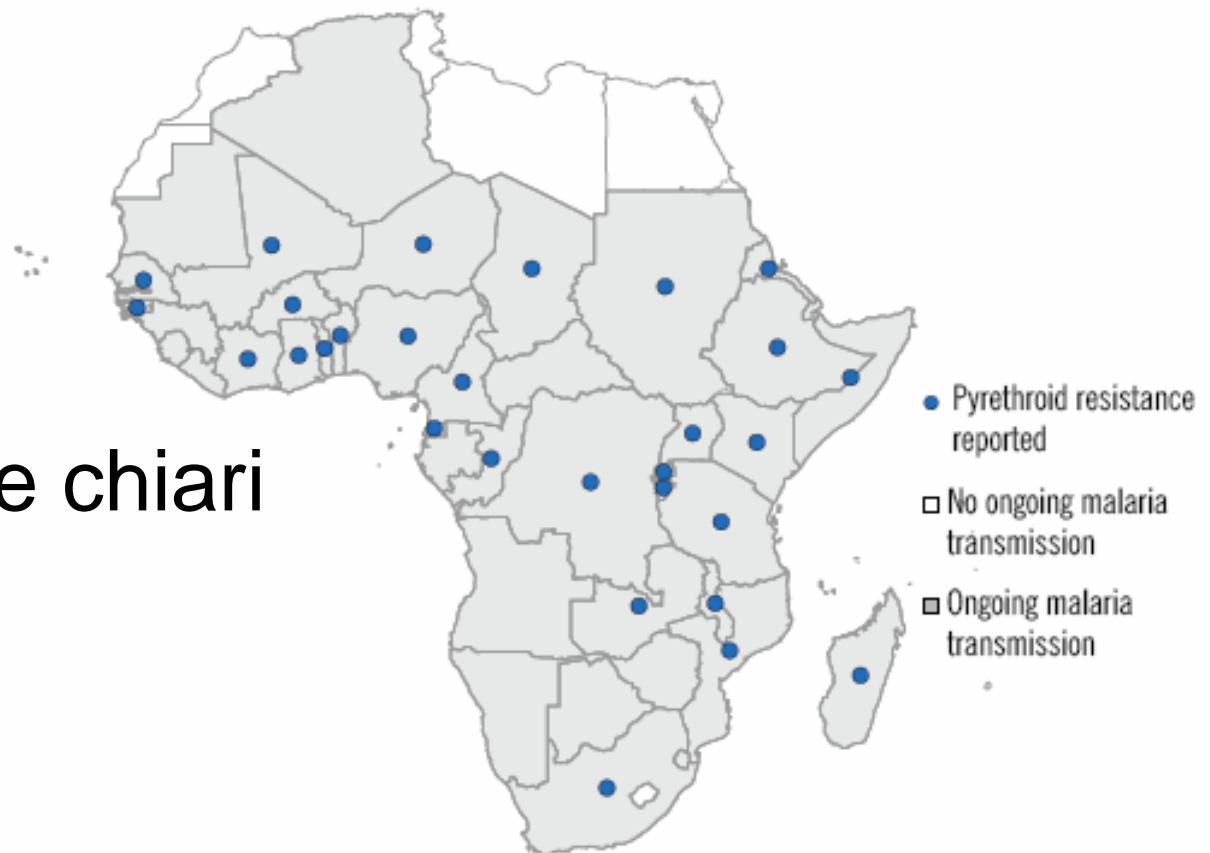 e chiari
Pyrethroid resistance
reported
No ongoing malaria
transmission
Ongoing malaria
transmission